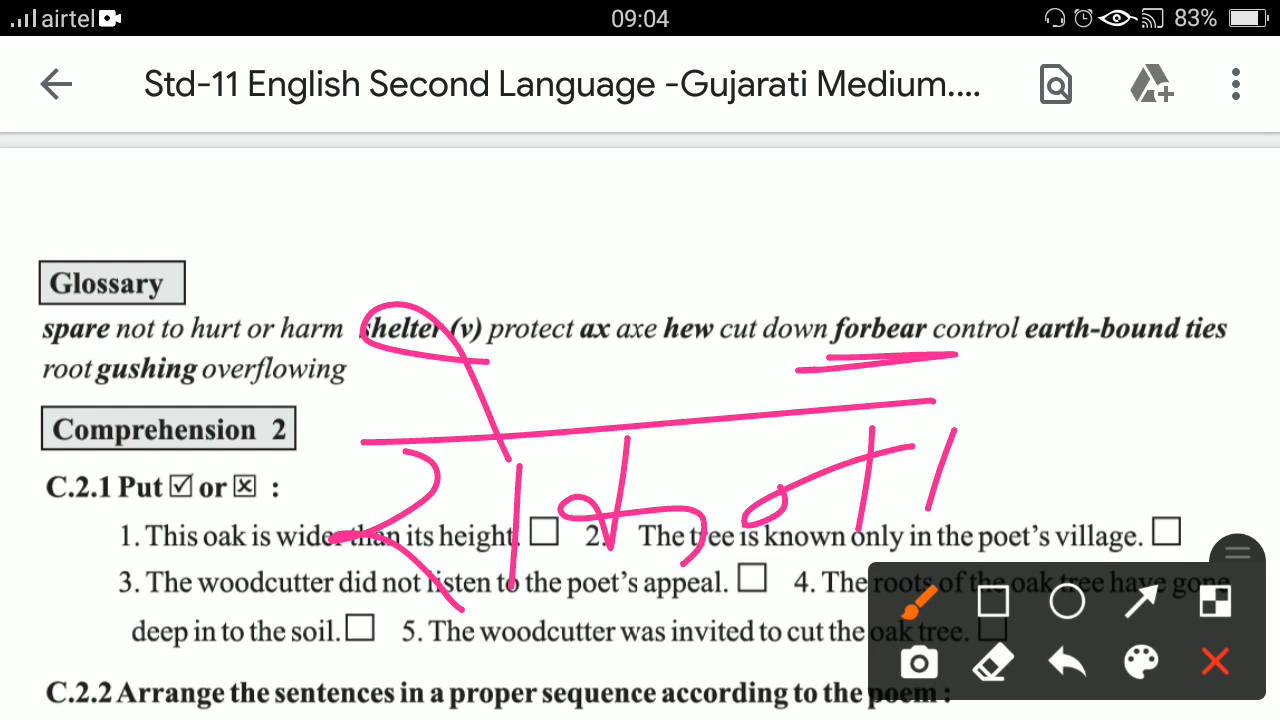 airtel 09:04 83%
Std-11 English Second Language -Gujarati Medium....
Glossary
spare not to hurt or harm shelter (v) protect ax axe hew cut down forbear control earth-bound ties
root gushing overflowing
रोकना
Comprehension 2
C.2.1 Put ☑ or ☒ :
1. This oak is wider than its height. ☐ 2. The tree is known only in the poet's village. ☐
3. The woodcutter did not listen to the poet's appeal. ☐ 4. The roots of the oak tree have gone
deep in to the soil. ☐ 5. The woodcutter was invited to cut the oak tree. ☐
C.2.2 Arrange the sentences in a proper sequence according to the poem :